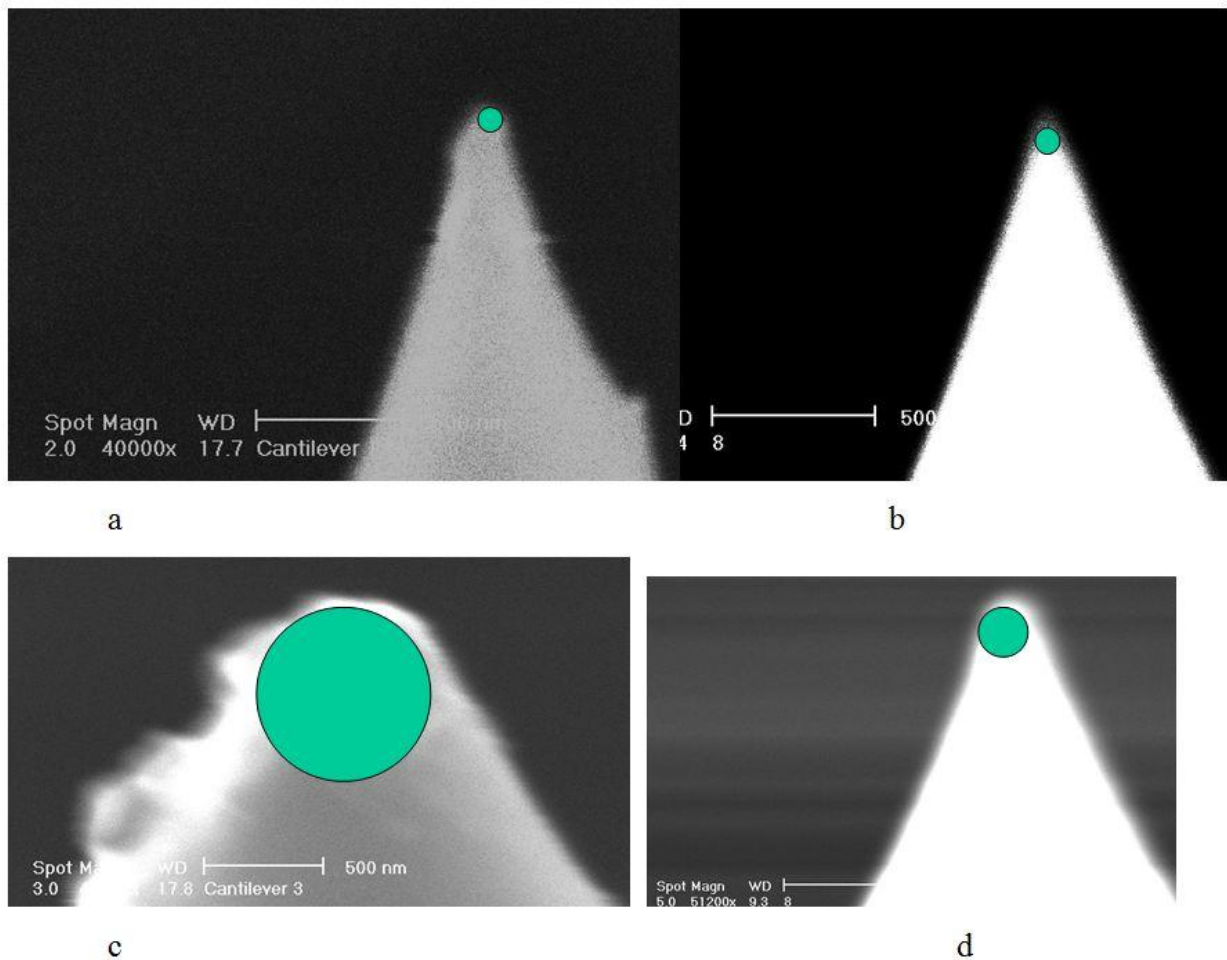 Spot Magn WD
2.0 40000x 17.7 Cantilever
D 500
4 8
a
b
Spot WD 500 nm
3.0 17.8 Cantilever 3
Spot Magn WD
5.0 51200x 9.3 8
c
d